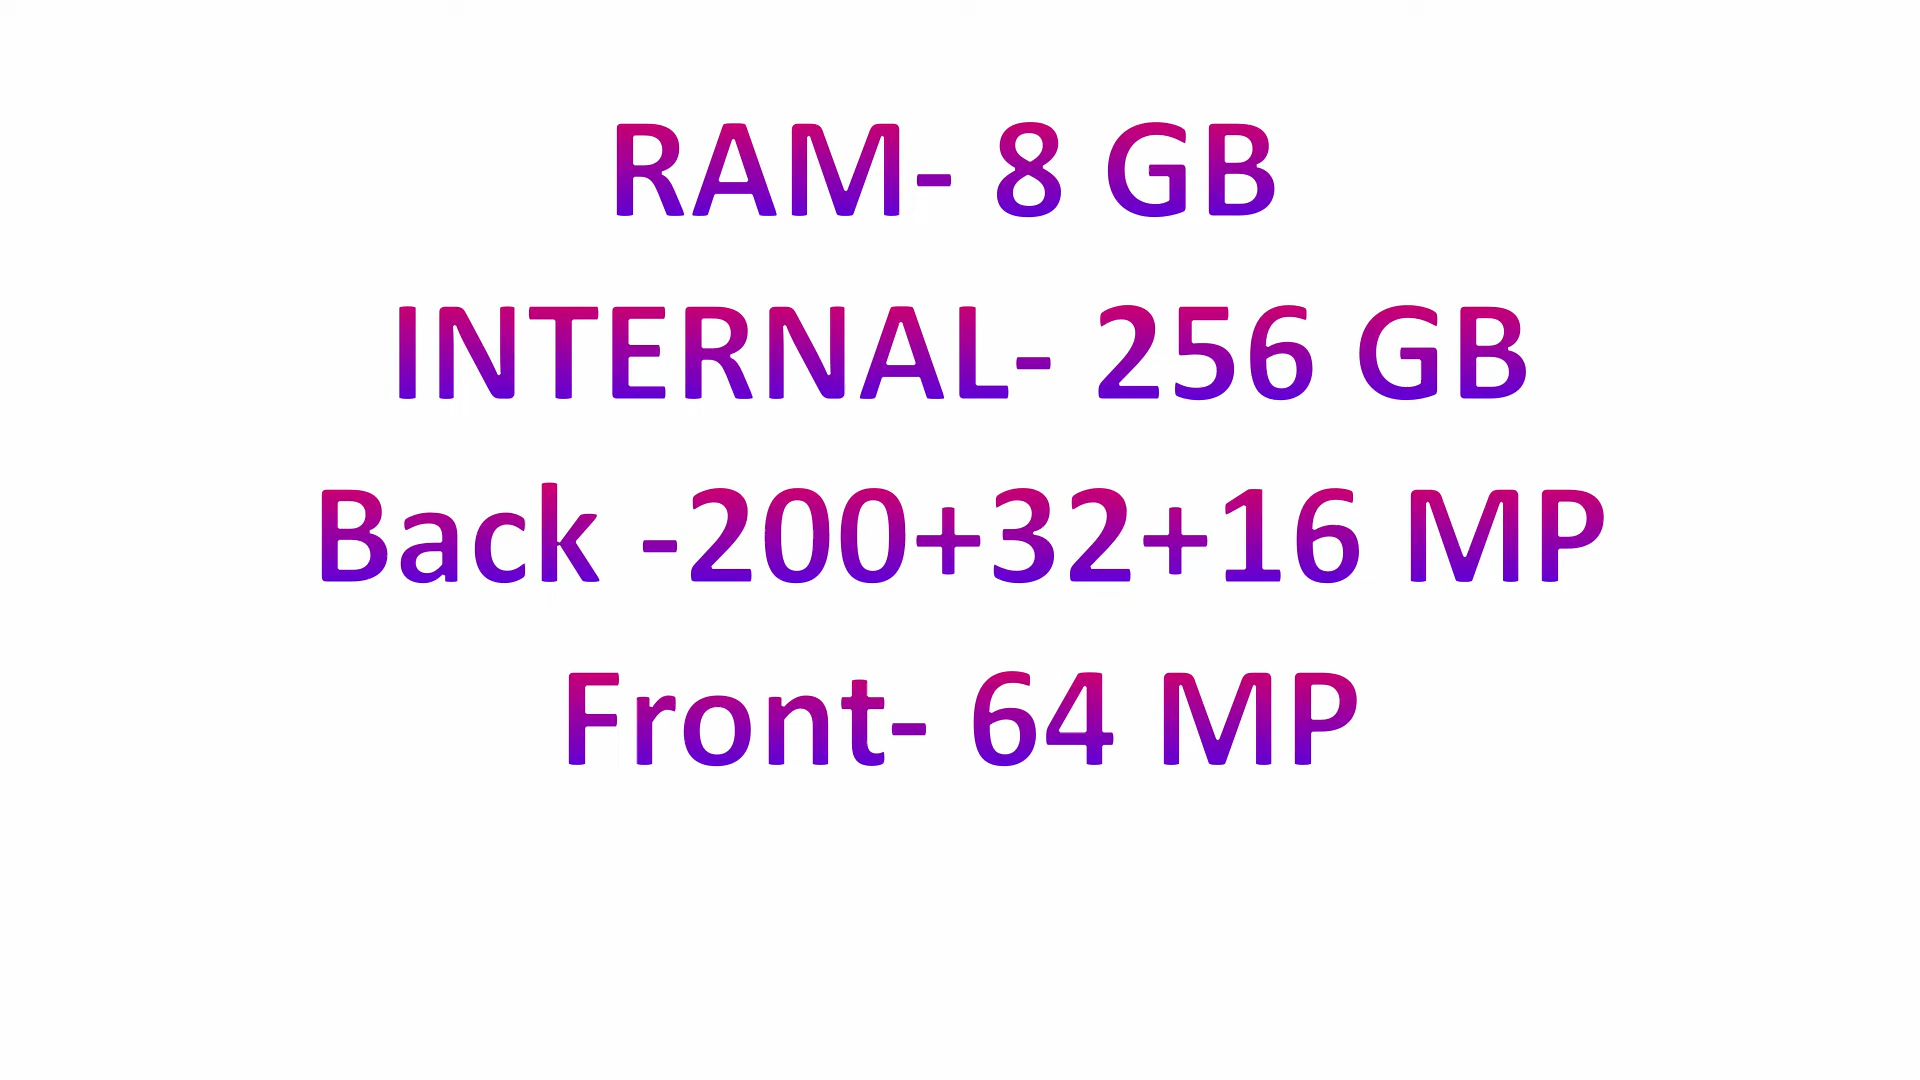 RAM- 8 GB
INTERNAL- 256 GB
Back -200+32+16 MP
Front- 64 MP